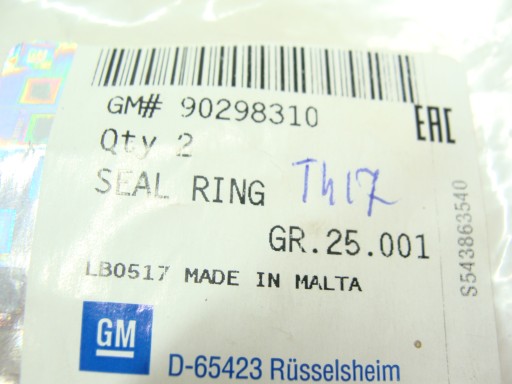 GM
GM# 90298310
EAC
Qty 2
SEAL RING
Th17
GR.25.001
LB0517 MADE IN MALTA
S543863540
GM
D-65423 Rüsselsheim